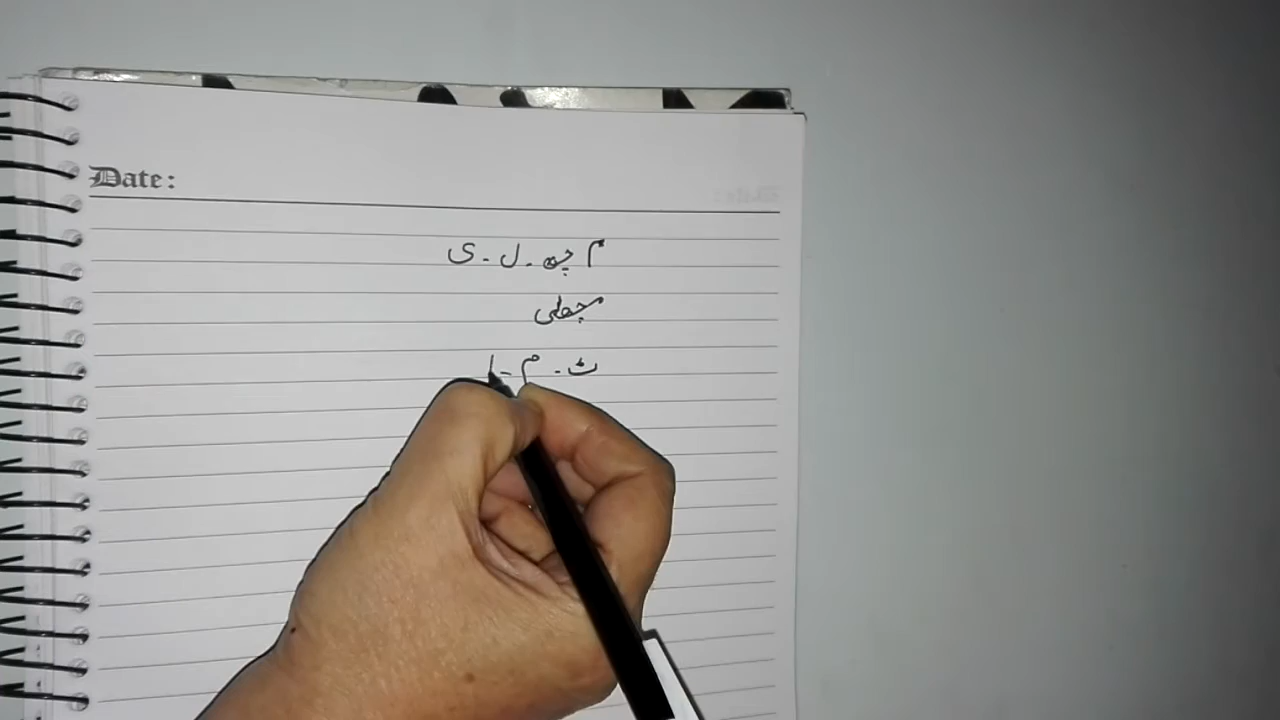 Date:
م چھ ۔ ل ۔ ی
مچھلی
ٹ ۔ م ۔ ا